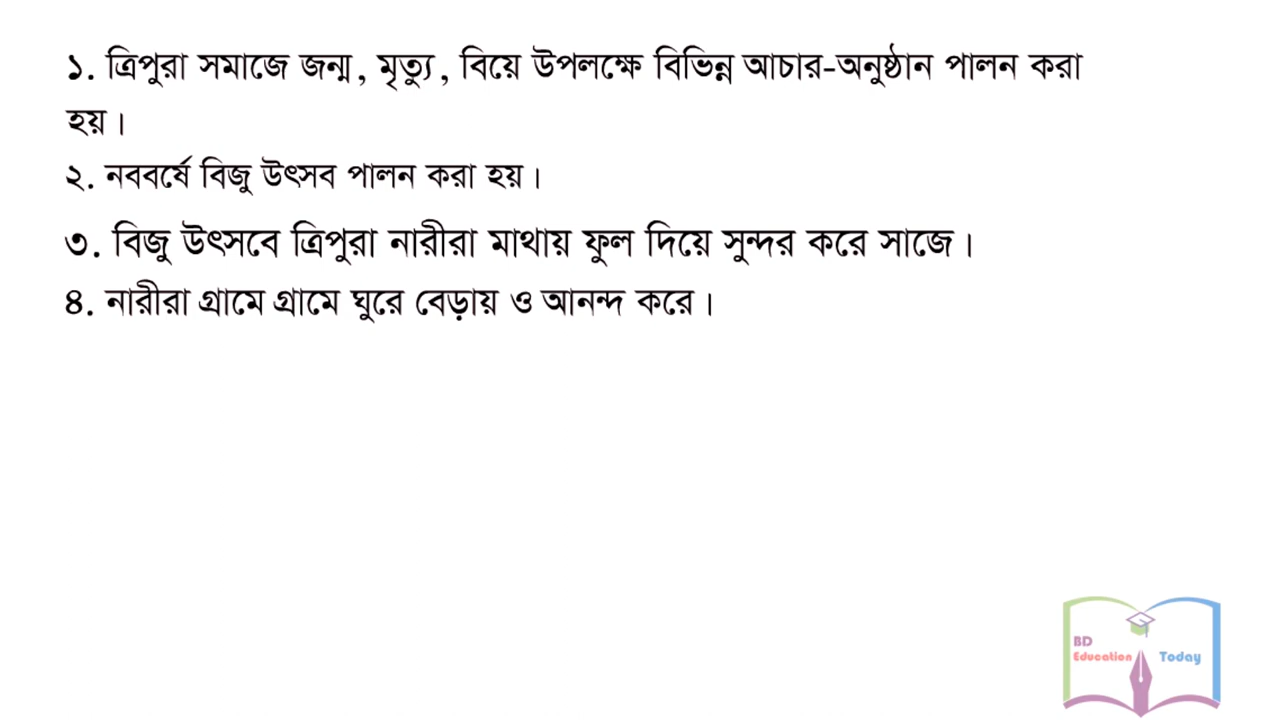 ১. ত্রিপুরা সমাজে জন্ম, মৃত্যু, বিয়ে উপলক্ষে বিভিন্ন আচার-অনুষ্ঠান পালন করা
হয়।
২. নববর্ষে বিজু উৎসব পালন করা হয়।
৩. বিজু উৎসবে ত্রিপুরা নারীরা মাথায় ফুল দিয়ে সুন্দর করে সাজে।
৪. নারীরা গ্রামে গ্রামে ঘুরে বেড়ায় ও আনন্দ করে।
BD
Education Today